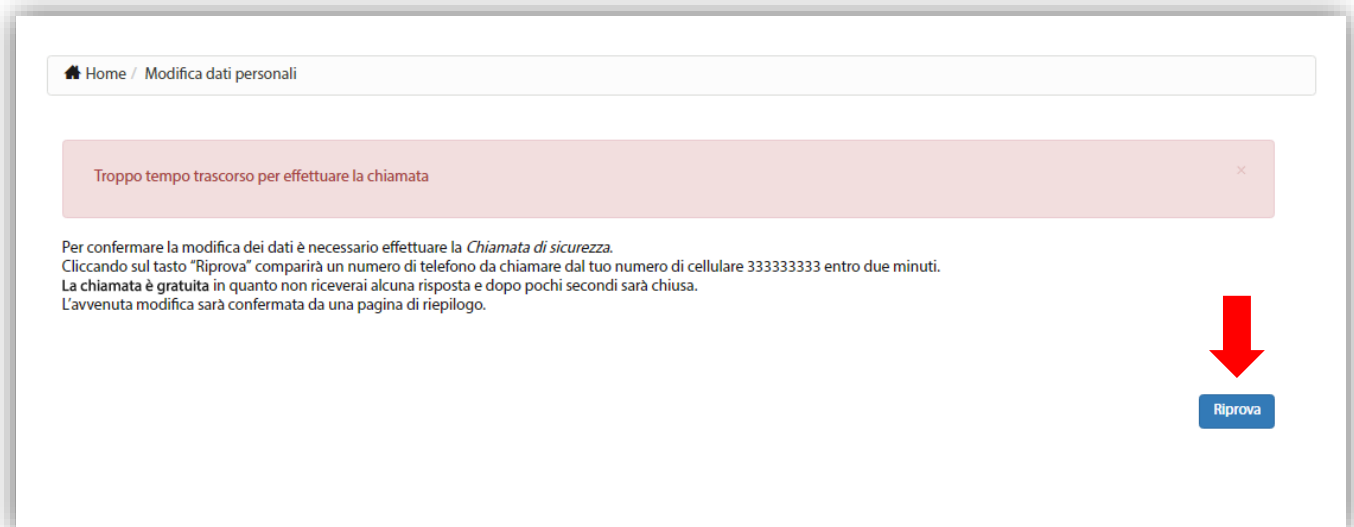 Home / Modifica dati personali
Troppo tempo trascorso per effettuare la chiamata ×
Per confermare la modifica dei dati è necessario effettuare la Chiamata di sicurezza.
Cliccando sul tasto “Riprova” comparirà un numero di telefono da chiamare dal tuo numero di cellulare 333333333 entro due minuti.
La chiamata è gratuita in quanto non riceverai alcuna risposta e dopo pochi secondi sarà chiusa.
L’avvenuta modifica sarà confermata da una pagina di riepilogo.
Riprova